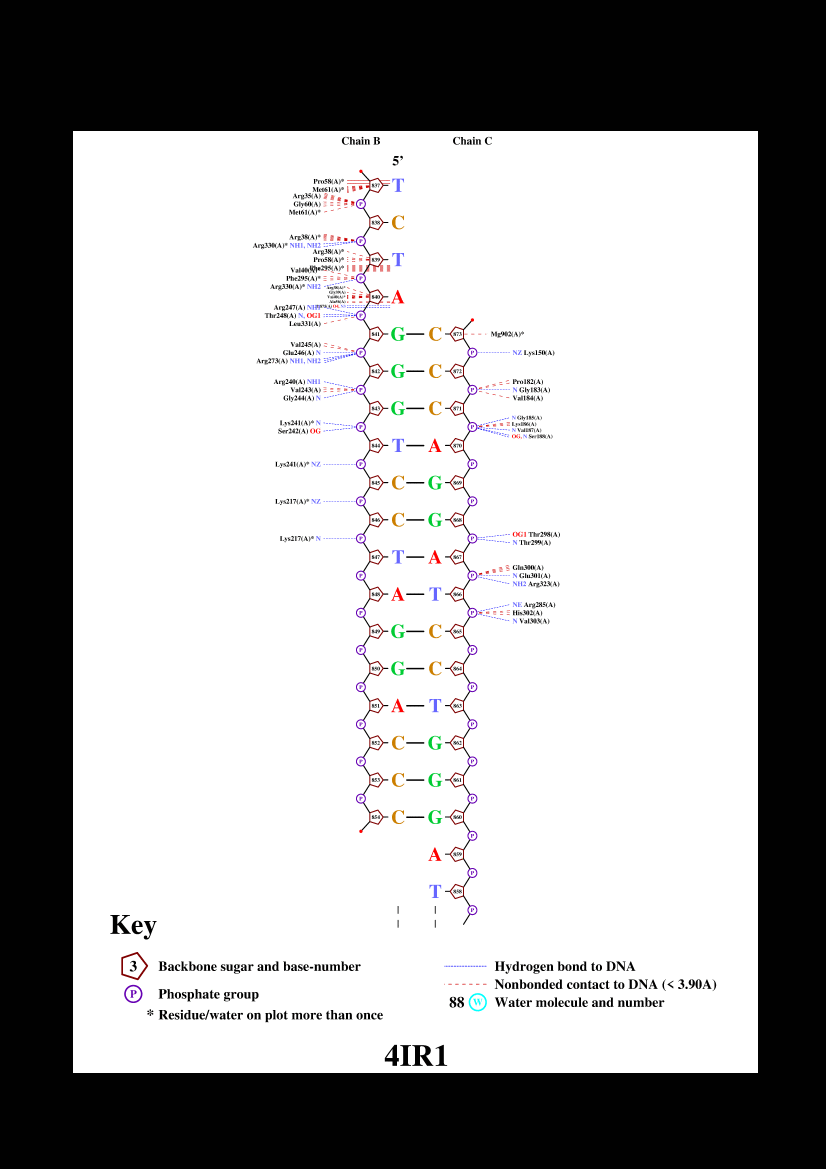 Chain B Chain C
5’
Pro58(A)*
Met61(A)*
837 T
Arg35(A)
Gly60(A)
Met61(A)*
P
838 C
Arg38(A)*
Arg330(A)* NH1, NH2
P
Arg38(A)*
Pro58(A)*
Phe295(A)*
839 T
Val40(A)*
Phe295(A)*
Arg330(A)* NH2
P
840 A
Arg247(A) NH1
Thr248(A) N, OG1
Leu331(A)
P
841 G C 873 Mg902(A)*
Val245(A)
Glu246(A) N
Arg273(A) NH1, NH2
P P NZ Lys150(A)
842 G C 872
Arg240(A) NH1
Val243(A)
Gly244(A) N
P P
Pro182(A)
N Gly183(A)
Val184(A)
843 G C 871
Lys241(A)* N
Ser242(A) OG
P P
N Gly185(A)
Lys186(A)
N Val187(A)
OG, N Ser188(A)
844 T A 870
Lys241(A)* NZ P P
845 C G 869
Lys217(A)* NZ P P
846 C G 868
Lys217(A)* N P P
OG1 Thr298(A)
N Thr299(A)
847 T A 867
P P
Gln300(A)
N Glu301(A)
NH2 Arg323(A)
848 A T 866
P P
NE Arg285(A)
His302(A)
N Val303(A)
849 G C 865
P P
850 G C 864
P P
851 A T 863
P P
852 C G 862
P P
853 C G 861
P P
854 C G 860
P
A 859
P
T 858
P
Key
3 Backbone sugar and base-number
P Phosphate group
* Residue/water on plot more than once
Hydrogen bond to DNA
Nonbonded contact to DNA (< 3.90A)
88 W Water molecule and number
4IR1